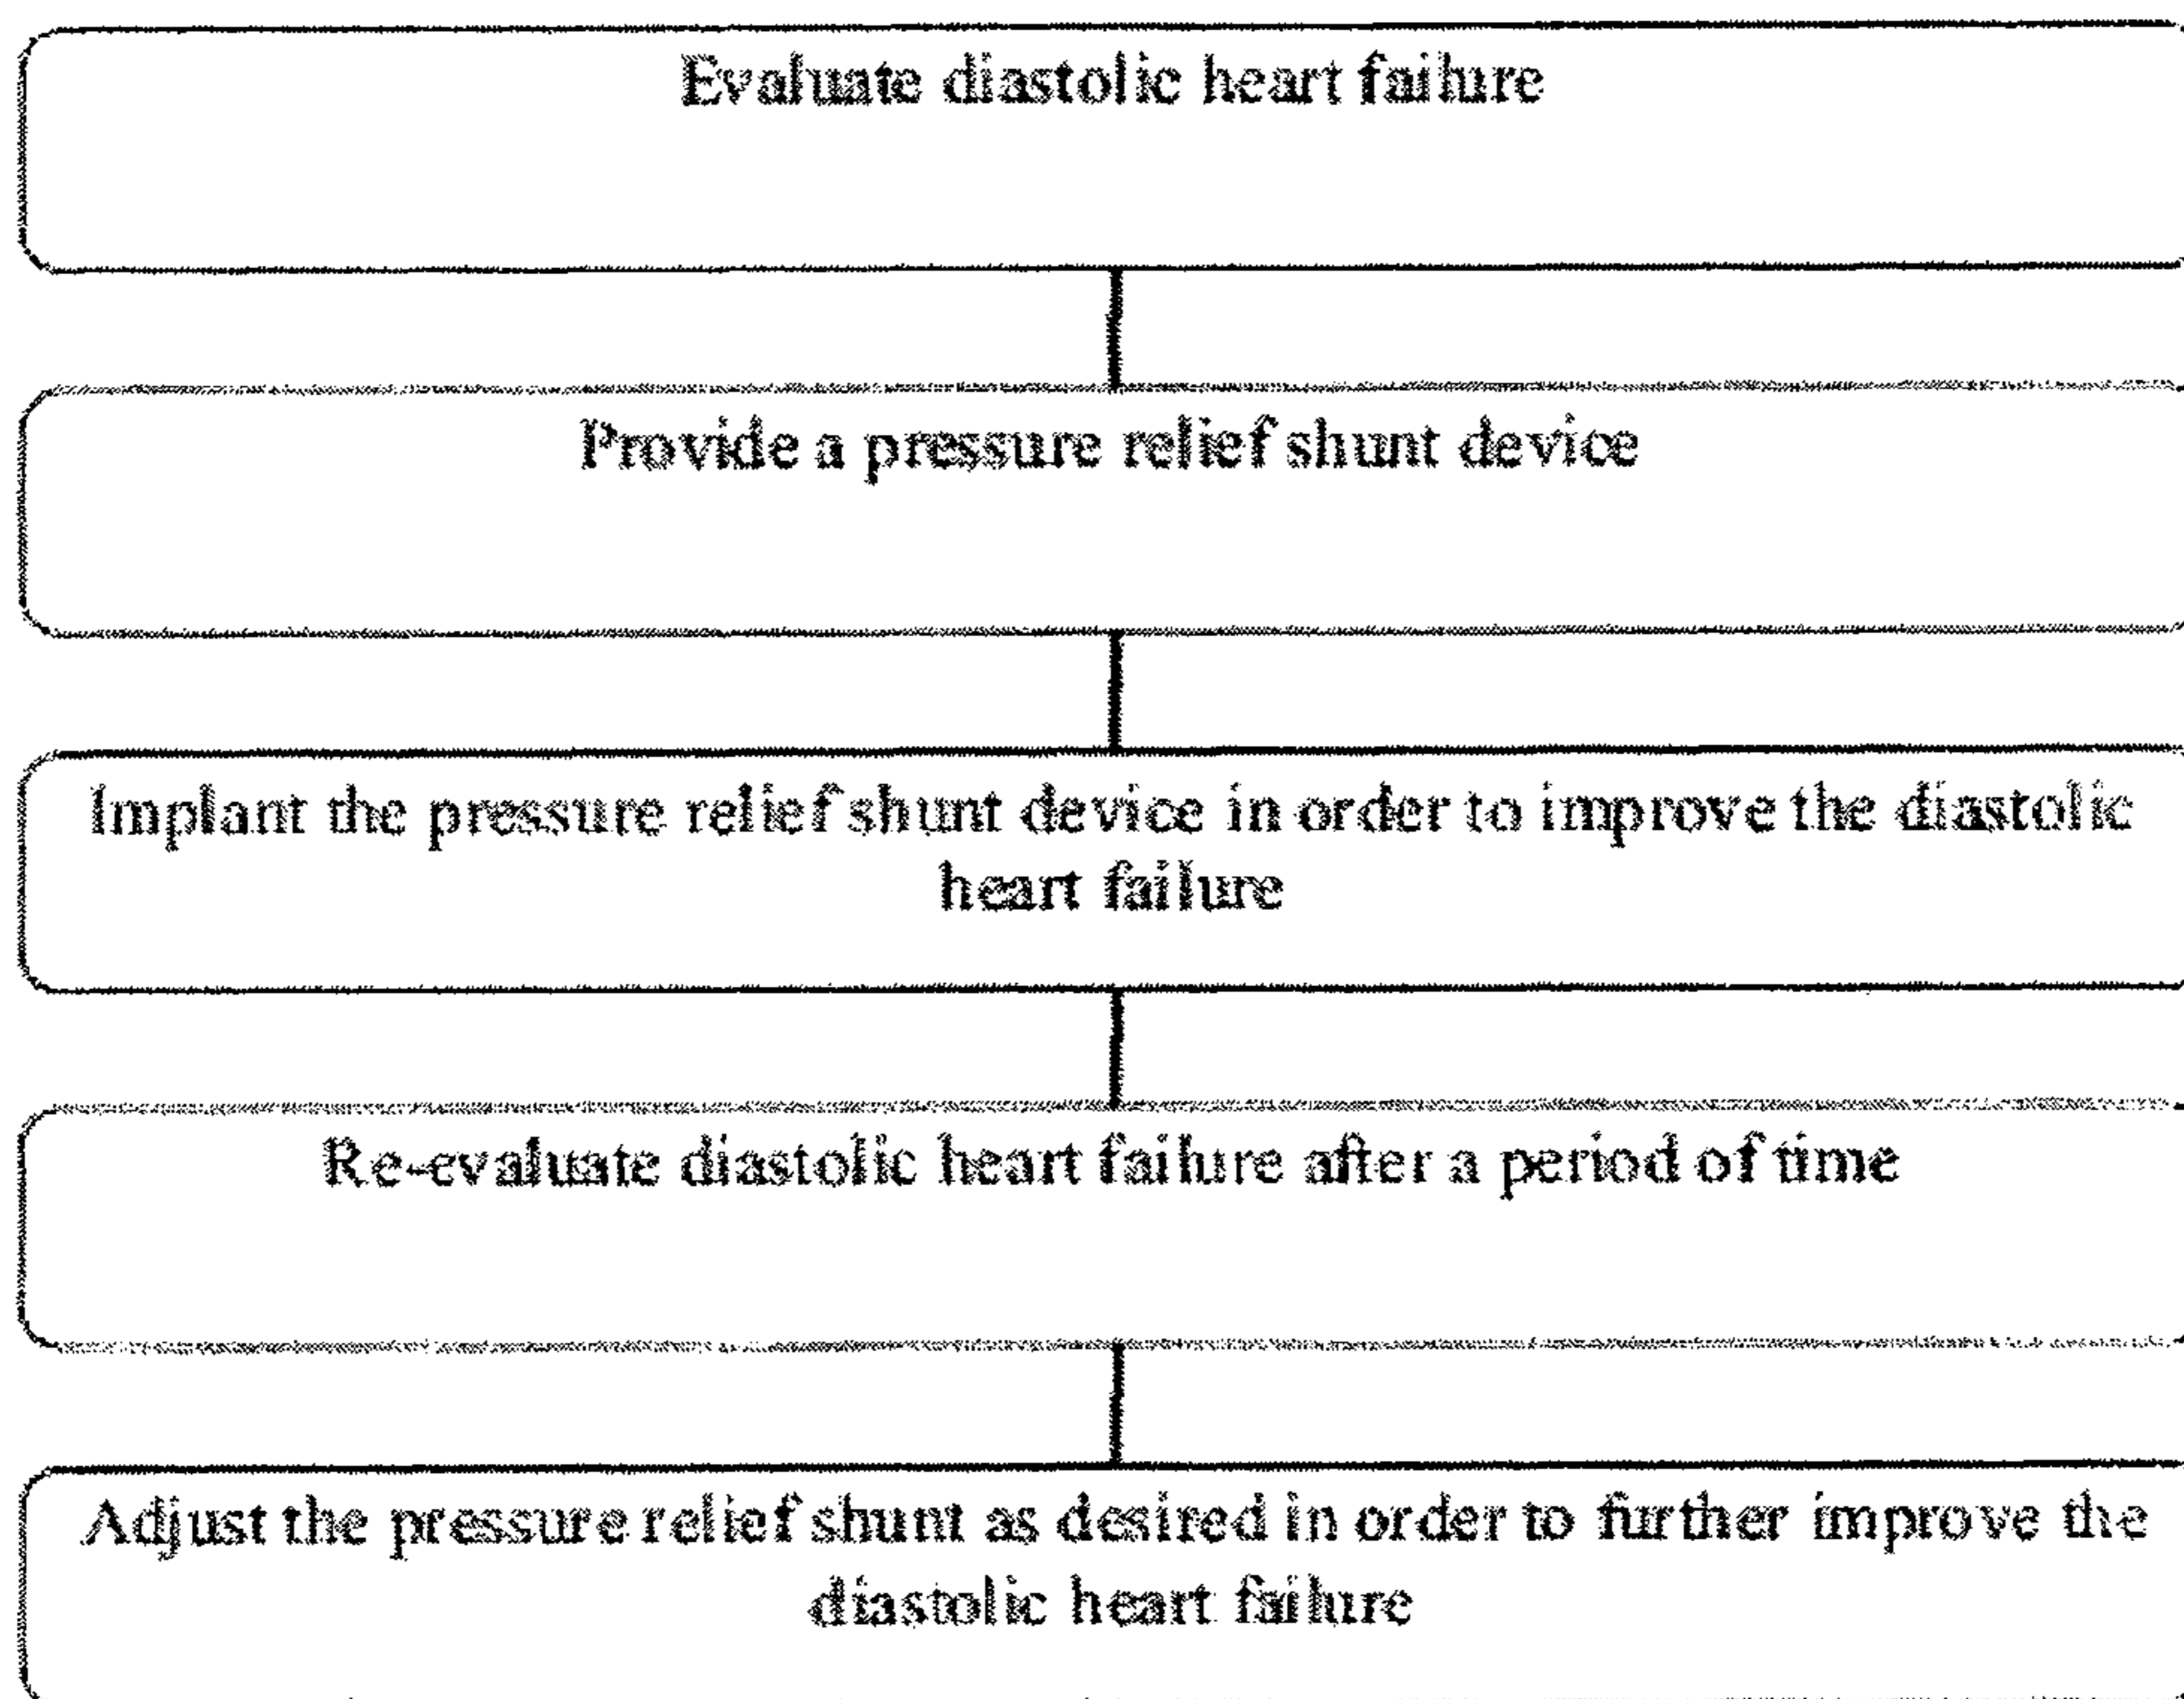 Evaluate diastolic heart failure
Provide a pressure relief shunt device
Implant the pressure relief shunt device in order to improve the diastolic
heart failure
Re-evaluate diastolic heart failure after a period of time
Adjust the pressure relief shunt as desired in order to further improve the
diastolic heart failure